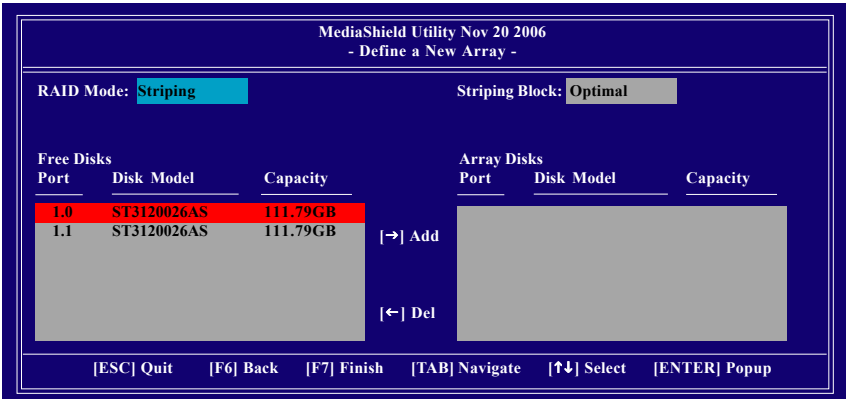 MediaShield Utility Nov 20 2006
- Define a New Array -
RAID Mode: Striping Striping Block: Optimal
Free Disks Array Disks
Port Disk Model Capacity Port Disk Model Capacity
1.0 ST3120026AS 111.79GB
1.1 ST3120026AS 111.79GB
[→] Add
[←] Del
[ESC] Quit [F6] Back [F7] Finish [TAB] Navigate [↑↓] Select [ENTER] Popup